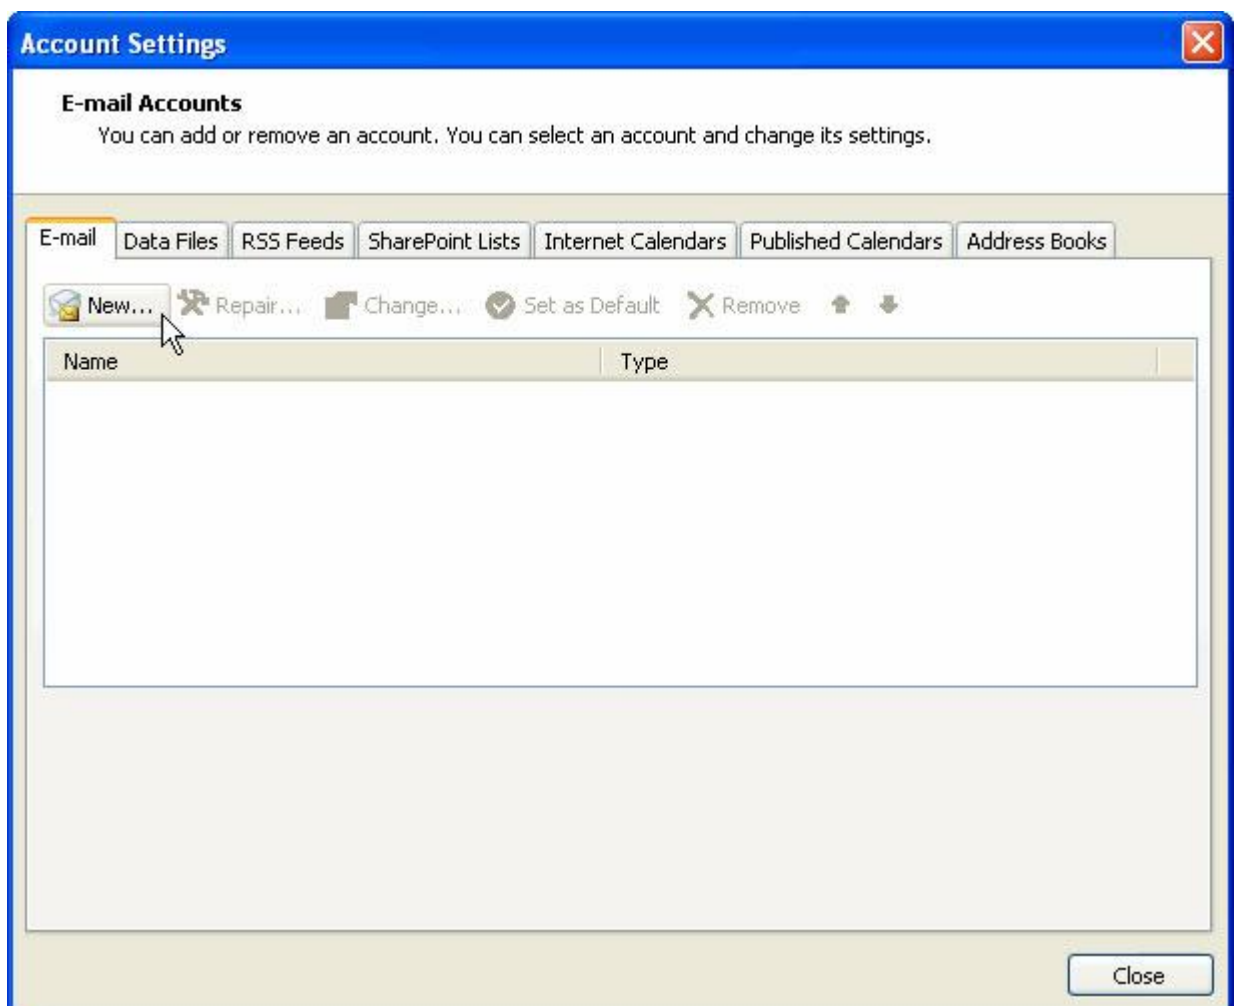 Account Settings
E-mail Accounts
You can add or remove an account. You can select an account and change its settings.
E-mail Data Files RSS Feeds SharePoint Lists Internet Calendars Published Calendars Address Books
New... Repair... Change... Set as Default Remove
Name Type
Close